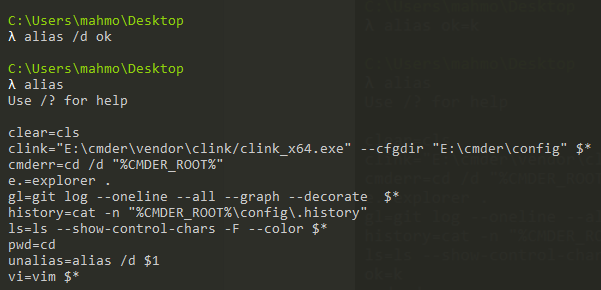 C:\Users\mahmo\Desktop
λ alias /d ok
C:\Users\mahmo\Desktop
λ alias
Use /? for help
clear=cls
clink="E:\cmder\vendor\clink/clink_x64.exe" --cfgdir "E:\cmder\config" $*
cmderr=cd /d "%CMDER_ROOT%"
e.=explorer .
gl=git log --oneline --all --graph --decorate  $*
history=cat -n "%CMDER_ROOT%\config\.history"
ls=ls --show-control-chars -F --color $*
pwd=cd
unalias=alias /d $1
vi=vim $*